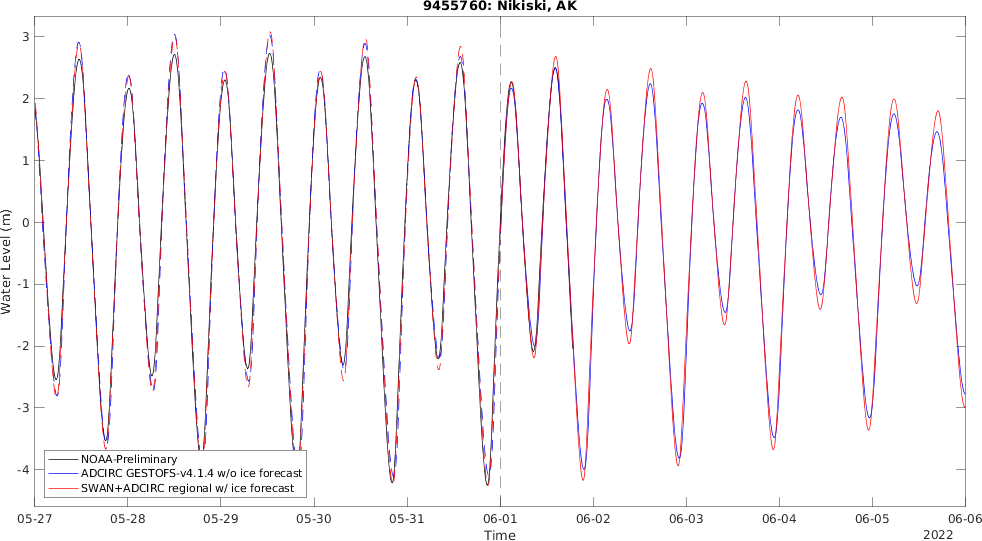 9455760: Nikiski, AK
3
2
1
0
-1
-2
-3
-4
Water Level (m)
NOAA-Preliminary
ADCIRC GESTOFS-v4.1.4 w/o ice forecast
SWAN+ADCIRC regional w/ ice forecast
05-27 05-28 05-29 05-30 05-31 06-01 06-02 06-03 06-04 06-05 06-06
Time
2022